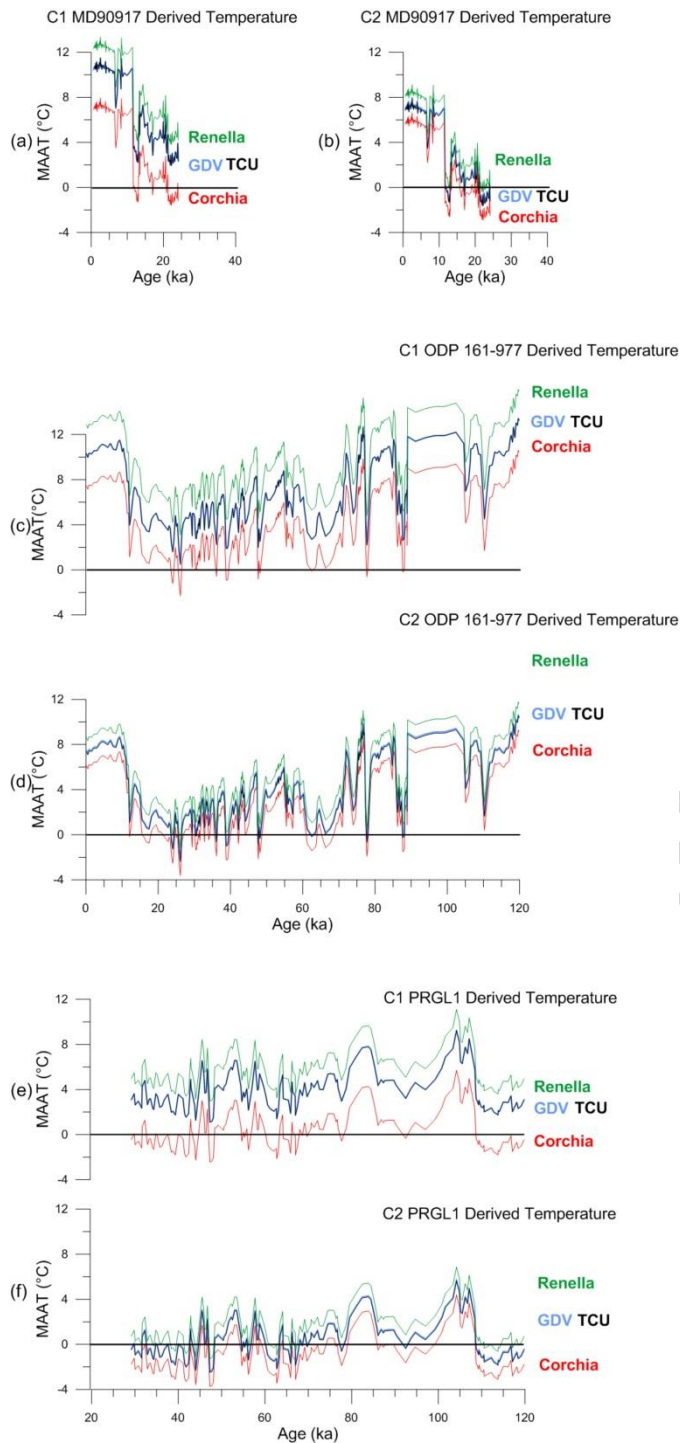 C1 MD90917 Derived Temperature
C2 MD90917 Derived Temperature
(a)
MAAT (°C)
12
8
4
0
-4
Renella
GDV TCU
Corchia
0 20 40
Age (ka)
(b)
MAAT (°C)
12
8
4
0
-4
Renella
GDV TCU
Corchia
0 10 20 30 40
Age (ka)
C1 ODP 161-977 Derived Temperature
Renella
GDV TCU
Corchia
(c)
MAAT(°C)
12
8
4
0
-4
C2 ODP 161-977 Derived Temperature
Renella
GDV TCU
Corchia
(d)
MAAT(°C)
12
8
4
0
-4
0 20 40 60 80 100 120
Age (ka)
C1 PRGL1 Derived Temperature
(e)
MAAT (°C)
12
8
4
0
-4
Renella
GDV TCU
Corchia
C2 PRGL1 Derived Temperature
(f)
MAAT (°C)
12
8
4
0
-4
Renella
GDV TCU
Corchia
20 40 60 80 100 120
Age (ka)